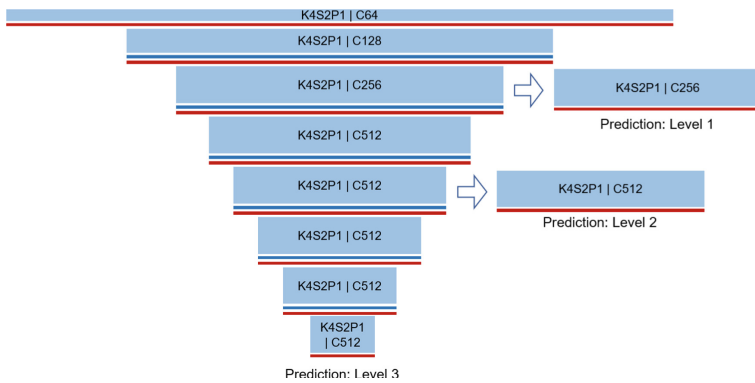 K4S2P1 | C64
K4S2P1 | C128
K4S2P1 | C256
K4S2P1 | C256
Prediction: Level 1
K4S2P1 | C512
K4S2P1 | C512
K4S2P1 | C512
Prediction: Level 2
K4S2P1 | C512
K4S2P1 | C512
K4S2P1
| C512
Prediction: Level 3